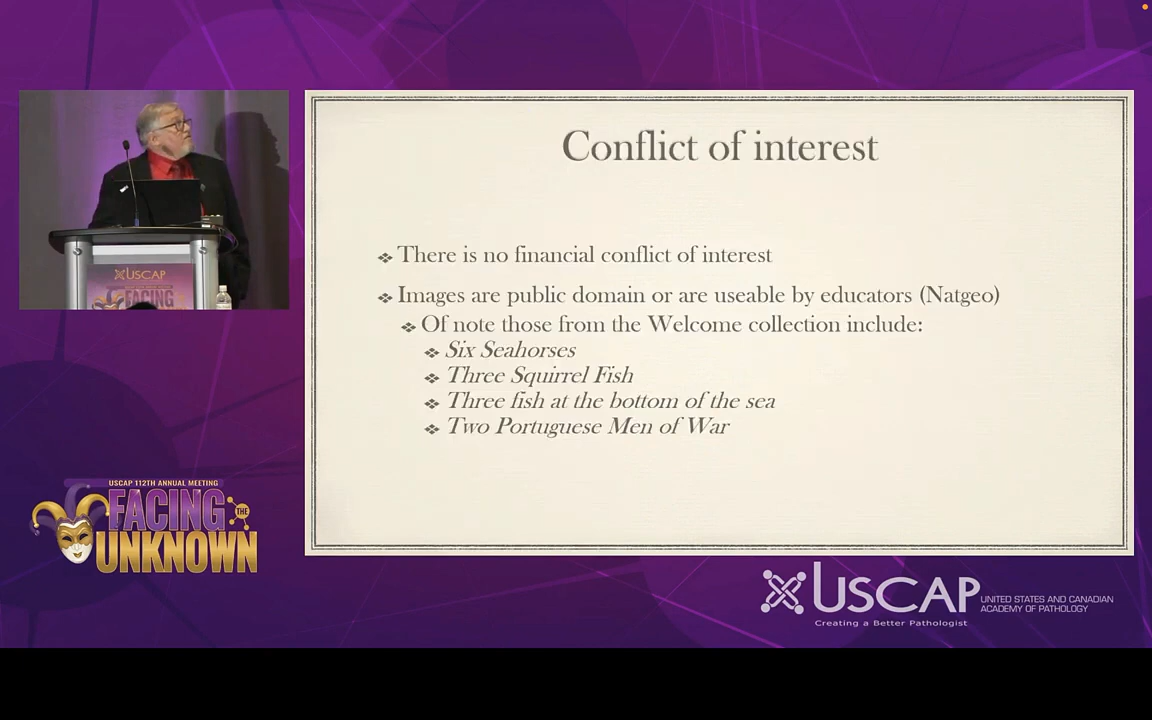 Conflict of interest
There is no financial conflict of interest
Images are public domain or are useable by educators (Natgeo)
Of note those from the Welcome collection include:
Six Seahorses
Three Squirrel Fish
Three fish at the bottom of the sea
Two Portuguese Men of War
USCAP
FACING
USCAP 112TH ANNUAL MEETING
FACING
THE
UNKNOWN
USCAP
UNITED STATES AND CANADIAN
ACADEMY OF PATHOLOGY
Creating a Better Pathologist